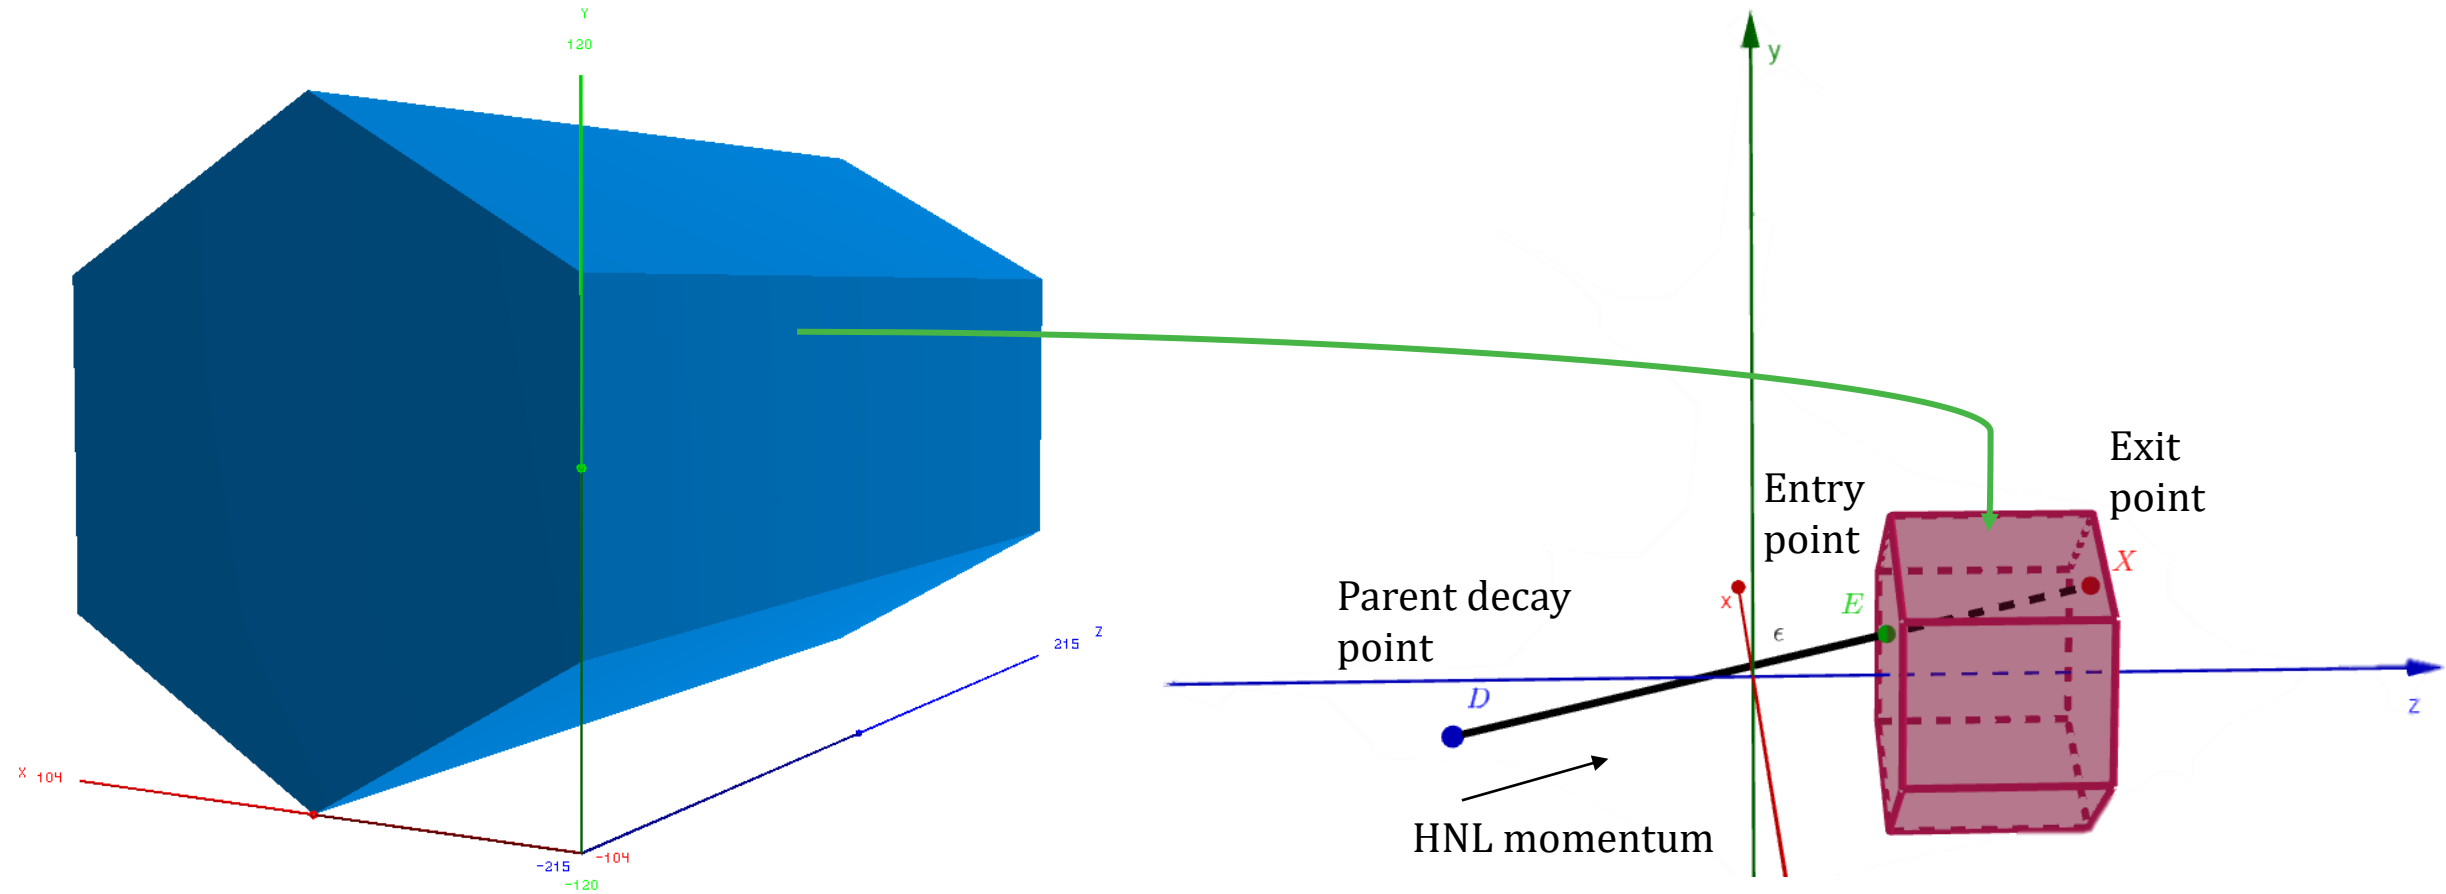 Y
120
X 104
-215
-104
-120
215 Z
y
Exit
point
Entry
point
X
x
E
ϵ
Parent decay
point
D
z
HNL momentum